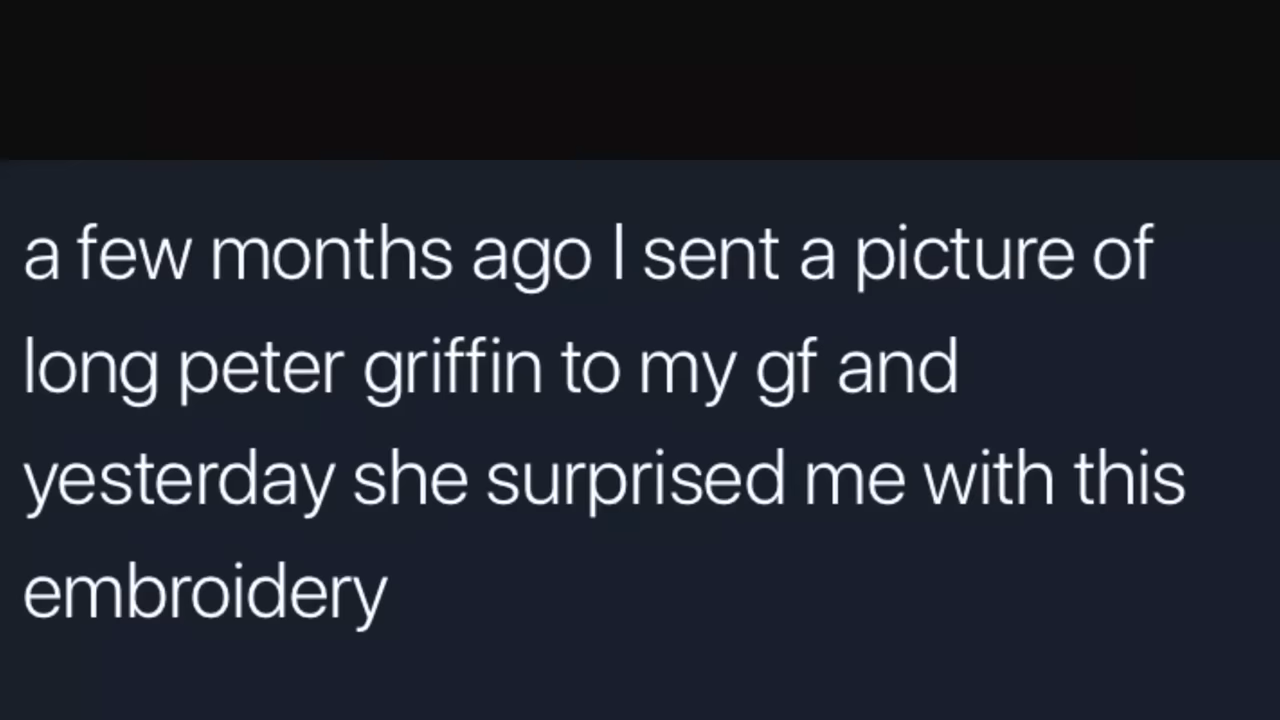 a few months ago I sent a picture of
long peter griffin to my gf and
yesterday she surprised me with this
embroidery